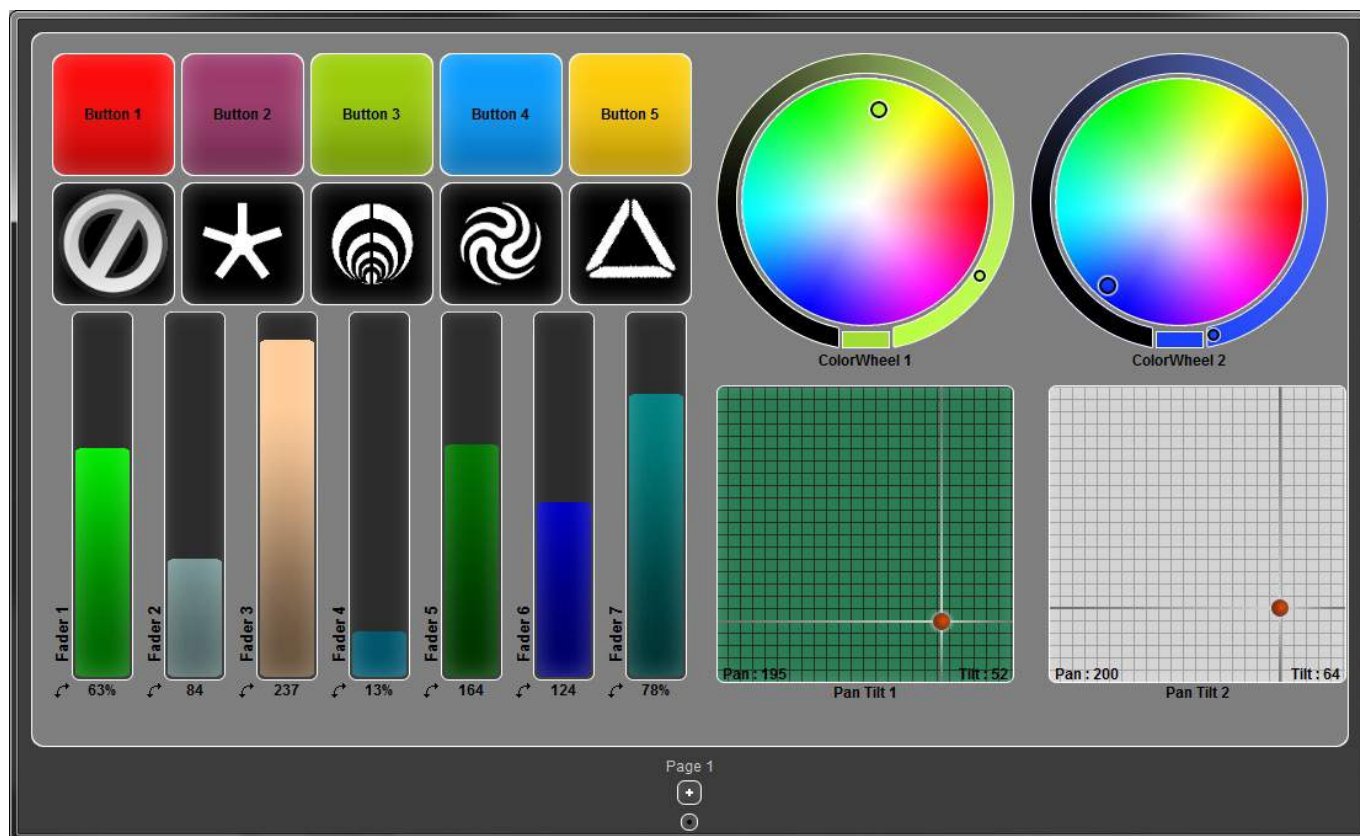 Button 1
Button 2
Button 3
Button 4
Button 5
ColorWheel 1
ColorWheel 2
Fader 1
Fader 2
Fader 3
Fader 4
Fader 5
Fader 6
Fader 7
63%
84
237
13%
164
124
78%
Pan : 195
Tilt : 52
Pan Tilt 1
Pan : 200
Tilt : 64
Pan Tilt 2
Page 1